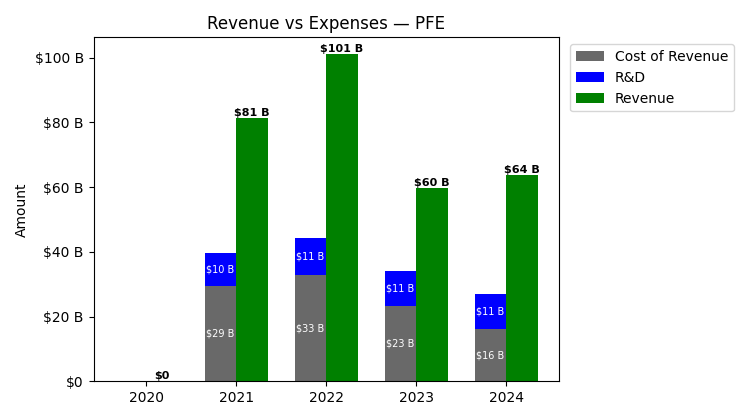 Revenue vs Expenses — PFE
Cost of Revenue
R&D
Revenue
Amount
$100 B
$80 B
$60 B
$40 B
$20 B
$0
$0
$81 B
$10 B
$29 B
$101 B
$11 B
$33 B
$60 B
$11 B
$23 B
$64 B
$11 B
$16 B
2020 2021 2022 2023 2024